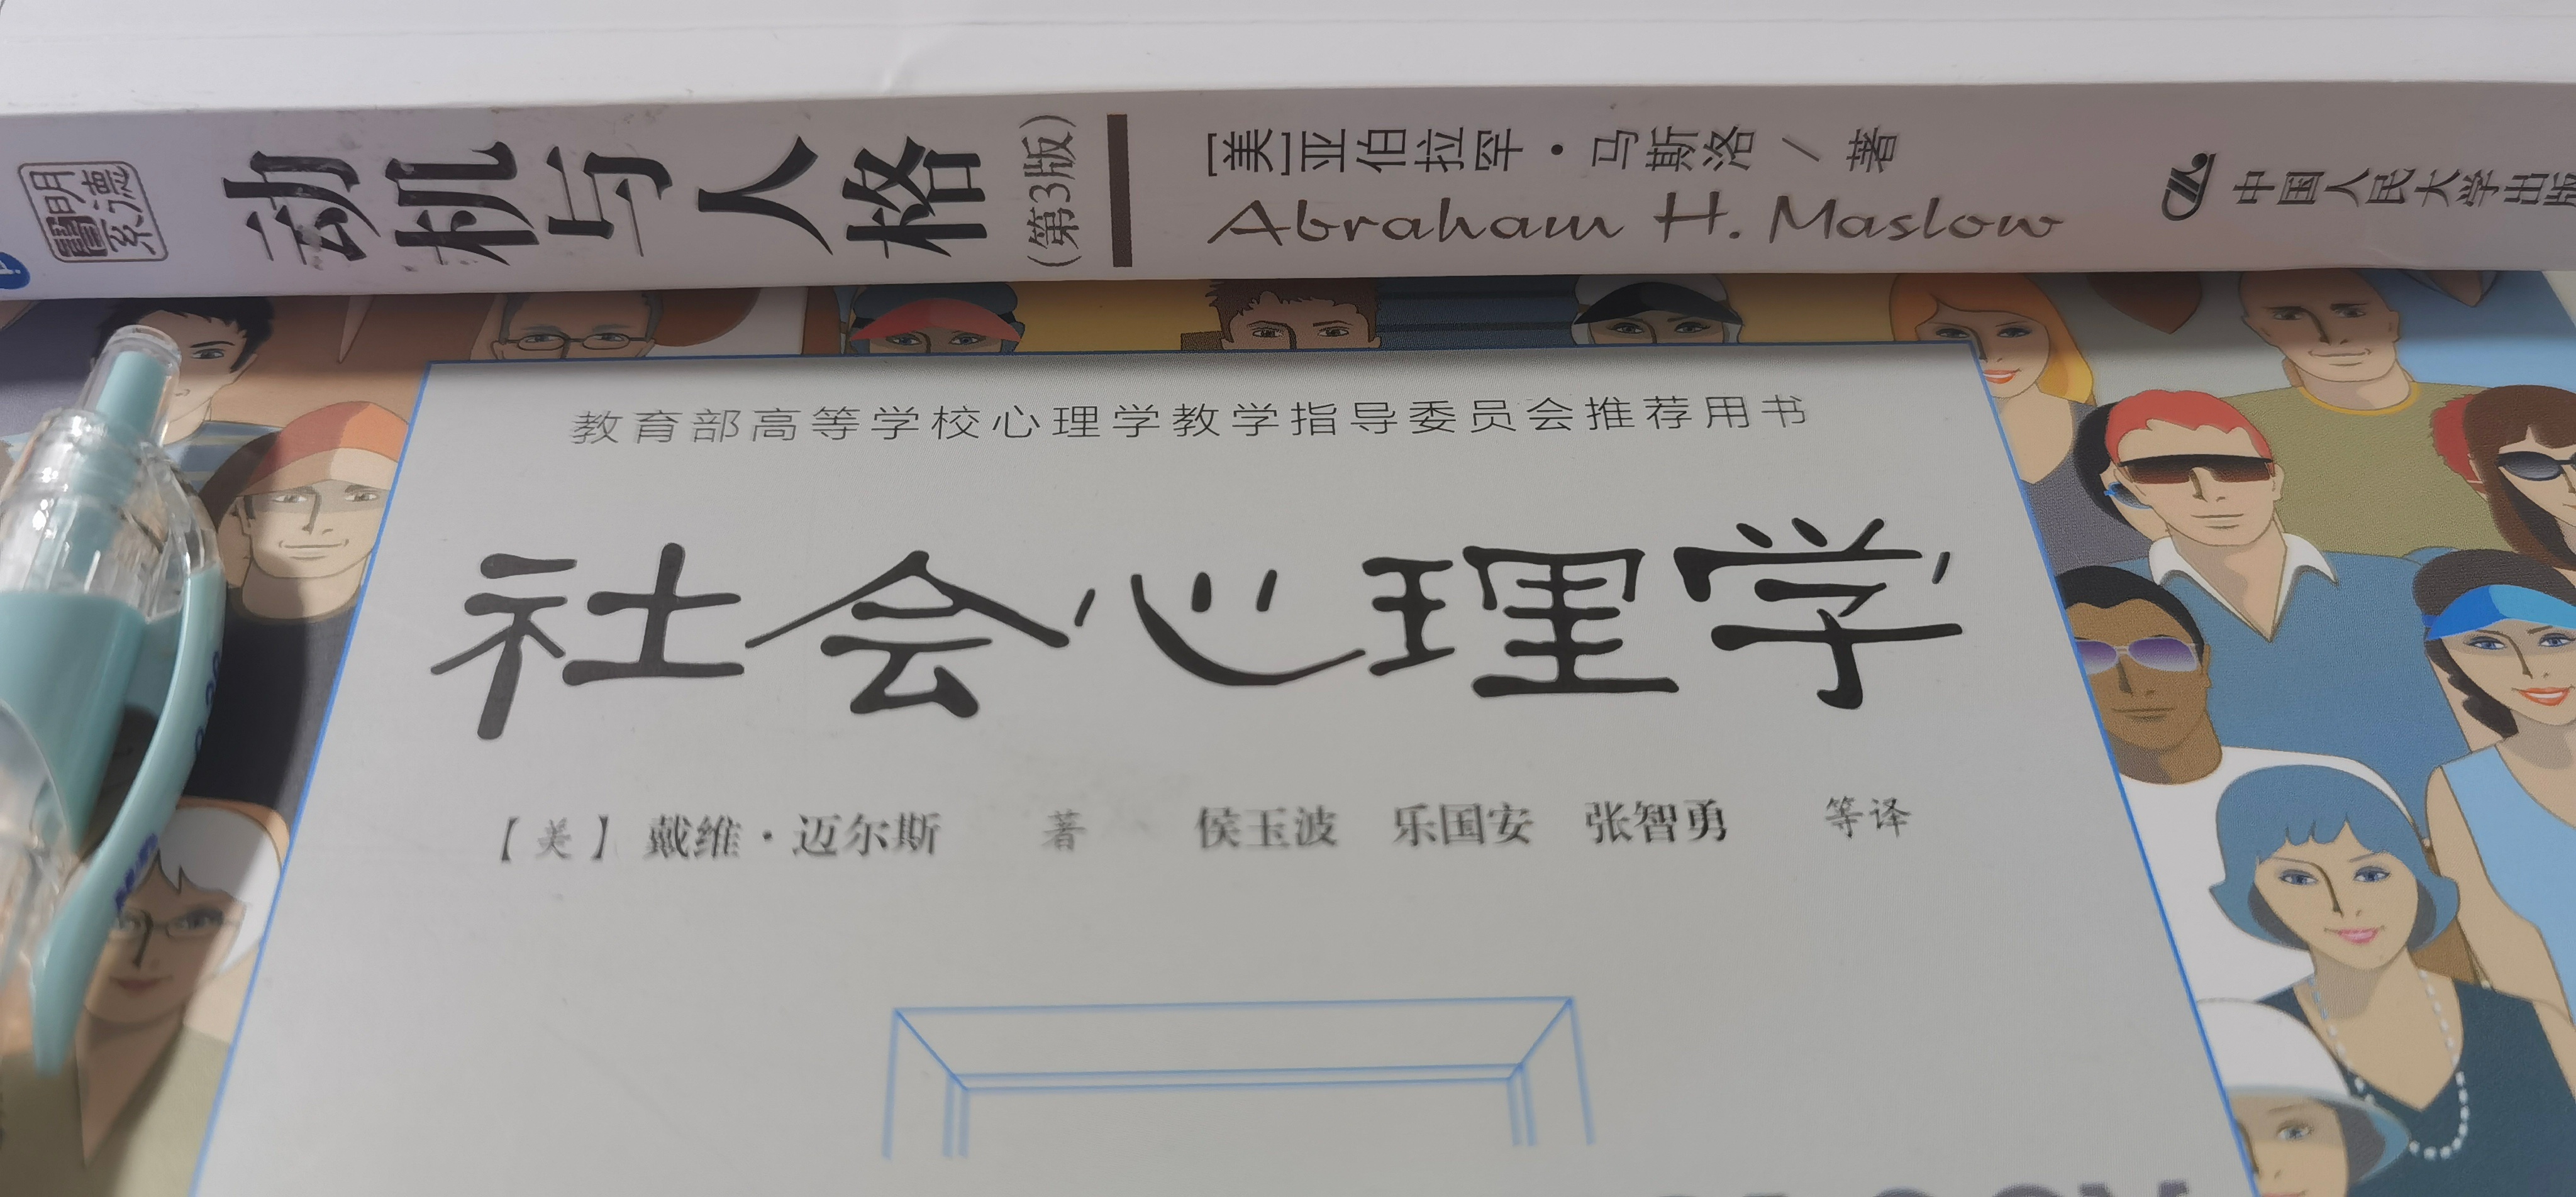 动机与人格
(第3版)
[美]亚伯拉罕·马斯洛 / 著
Abraham H. Maslow
中国人民大学出版
教育部高等学校心理学教学指导委员会推荐用书
社会心理学
【美】戴维·迈尔斯 著 侯玉波 乐国安 张智勇 等译